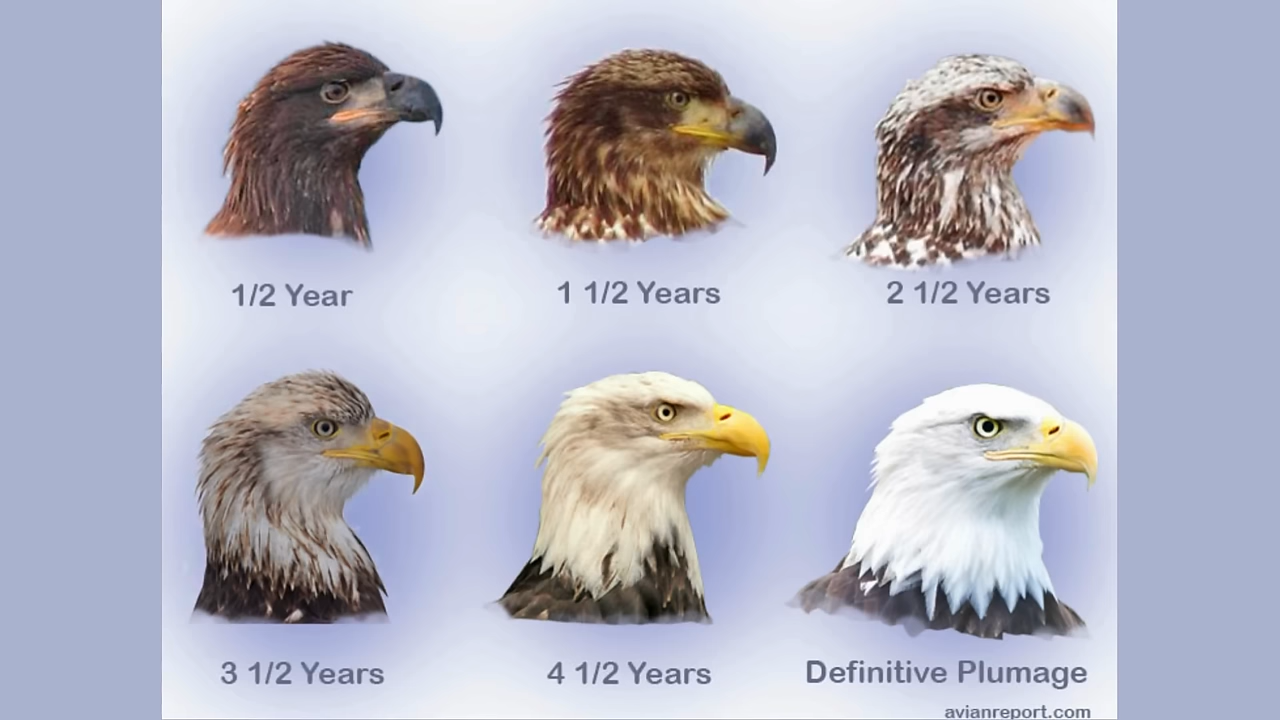 1/2 Year
1 1/2 Years
2 1/2 Years
3 1/2 Years
4 1/2 Years
Definitive Plumage
avianreport.com